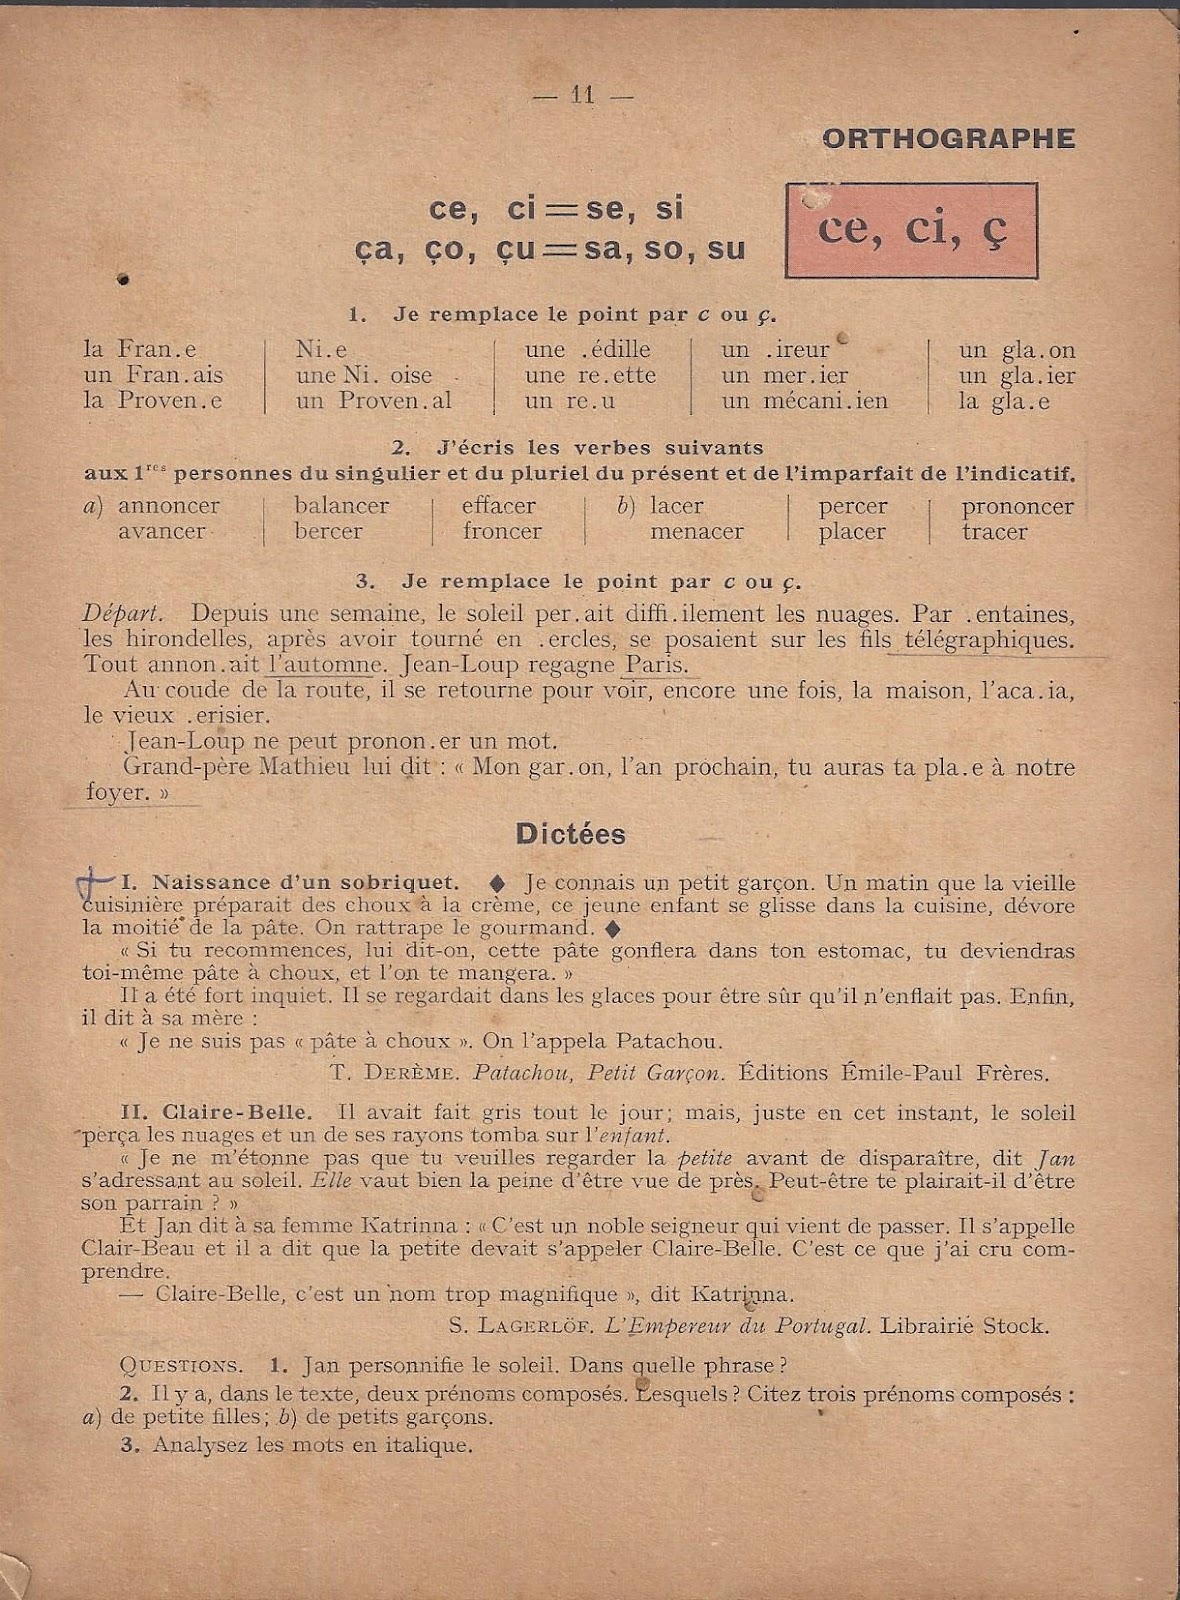 — 11 —
ORTHOGRAPHE
ce, ci = se, si
ça, ço, çu = sa, so, su
ce, ci, ç
1. Je remplace le point par c ou ç.
la Fran.e | Ni.e | une .édille | un .ireur | un gla.on
un Fran.ais | une Ni.oise | une re.ette | un mer.ier | un gla.ier
la Proven.e | un Proven.al | un re.u | un mécani.ien | la gla.e
2. J'écris les verbes suivants
aux 1res personnes du singulier et du pluriel du présent et de l'imparfait de l'indicatif.
a) annoncer | balancer | effacer | b) lacer | percer | prononcer
avancer | bercer | froncer | menacer | placer | tracer
3. Je remplace le point par c ou ç.
Départ. Depuis une semaine, le soleil per.ait diffi.ilement les nuages. Par .entaines,
les hirondelles, après avoir tourné en .ercles, se posaient sur les fils télégraphiques.
Tout annon.ait l'automne. Jean-Loup regagne Paris.
Au coude de la route, il se retourne pour voir, encore une fois, la maison, l'aca.ia,
le vieux .erisier.
Jean-Loup ne peut pronon.er un mot.
Grand-père Mathieu lui dit : « Mon gar.on, l'an prochain, tu auras ta pla.e à notre
foyer. »
Dictées
I. Naissance d'un sobriquet. ◆ Je connais un petit garçon. Un matin que la vieille
cuisinière préparait des choux à la crème, ce jeune enfant se glisse dans la cuisine, dévore
la moitié de la pâte. On rattrape le gourmand. ◆
« Si tu recommences, lui dit-on, cette pâte gonflera dans ton estomac, tu deviendras
toi-même pâte à choux, et l'on te mangera. »
Il a été fort inquiet. Il se regardait dans les glaces pour être sûr qu'il n'enflait pas. Enfin,
il dit à sa mère :
« Je ne suis pas « pâte à choux ». On l'appela Patachou.
T. DERÈME. Patachou, Petit Garçon. Éditions Émile-Paul Frères.
II. Claire-Belle. Il avait fait gris tout le jour; mais, juste en cet instant, le soleil
perça les nuages et un de ses rayons tomba sur l'enfant.
« Je ne m'étonne pas que tu veuilles regarder la petite avant de disparaître, dit Jan
s'adressant au soleil. Elle vaut bien la peine d'être vue de près. Peut-être te plairait-il d'être
son parrain ? »
Et Jan dit à sa femme Katrinna : « C'est un noble seigneur qui vient de passer. Il s'appelle
Clair-Beau et il a dit que la petite devait s'appeler Claire-Belle. C'est ce que j'ai cru com-
prendre.
— Claire-Belle, c'est un nom trop magnifique », dit Katrinna.
S. LAGERLÖF. L'Empereur du Portugal. Librairie Stock.
QUESTIONS. 1. Jan personnifie le soleil. Dans quelle phrase ?
2. Il y a, dans le texte, deux prénoms composés. Lesquels ? Citez trois prénoms composés :
a) de petite filles; b) de petits garçons.
3. Analysez les mots en italique.